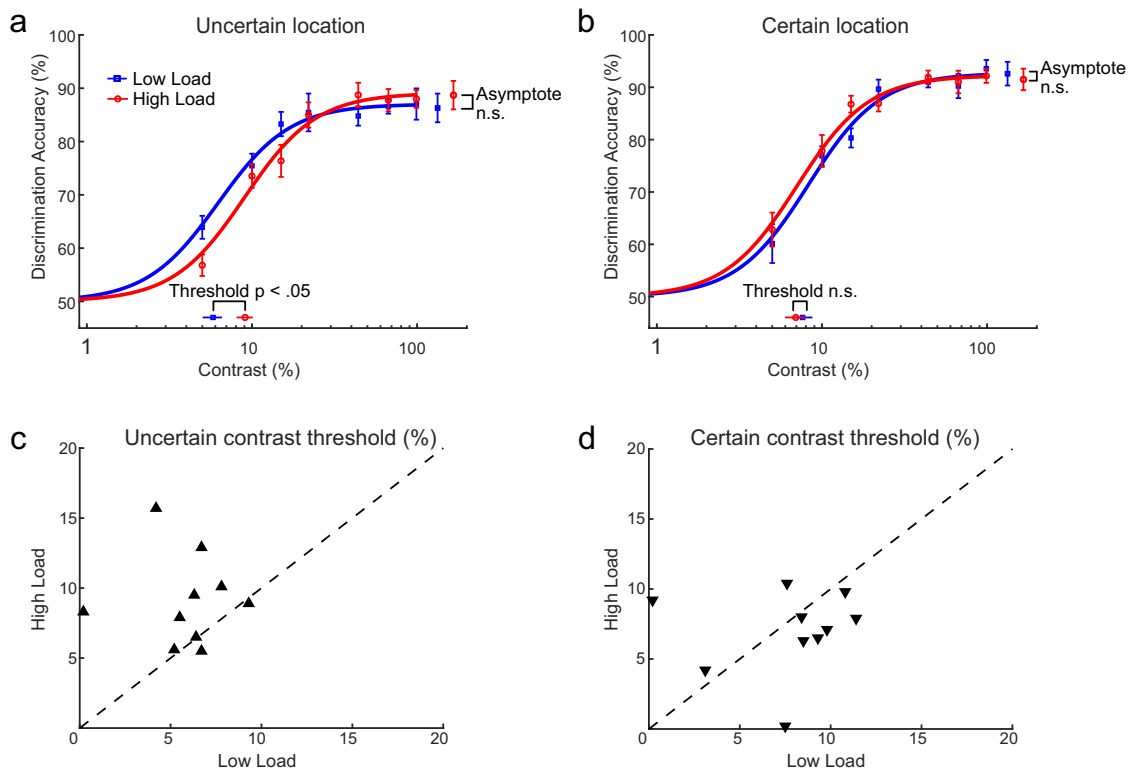 a
Uncertain location
100
90
80
70
60
50
Discrimination Accuracy (%)
Low Load
High Load
Asymptote
n.s.
Threshold p < .05
1
10
100
Contrast (%)
b
Certain location
100
90
80
70
60
50
Discrimination Accuracy (%)
Asymptote
n.s.
Threshold n.s.
1
10
100
Contrast (%)
c
Uncertain contrast threshold (%)
20
15
10
5
High Load
0
5
10
15
20
Low Load
d
Certain contrast threshold (%)
20
15
10
5
High Load
0
5
10
15
20
Low Load